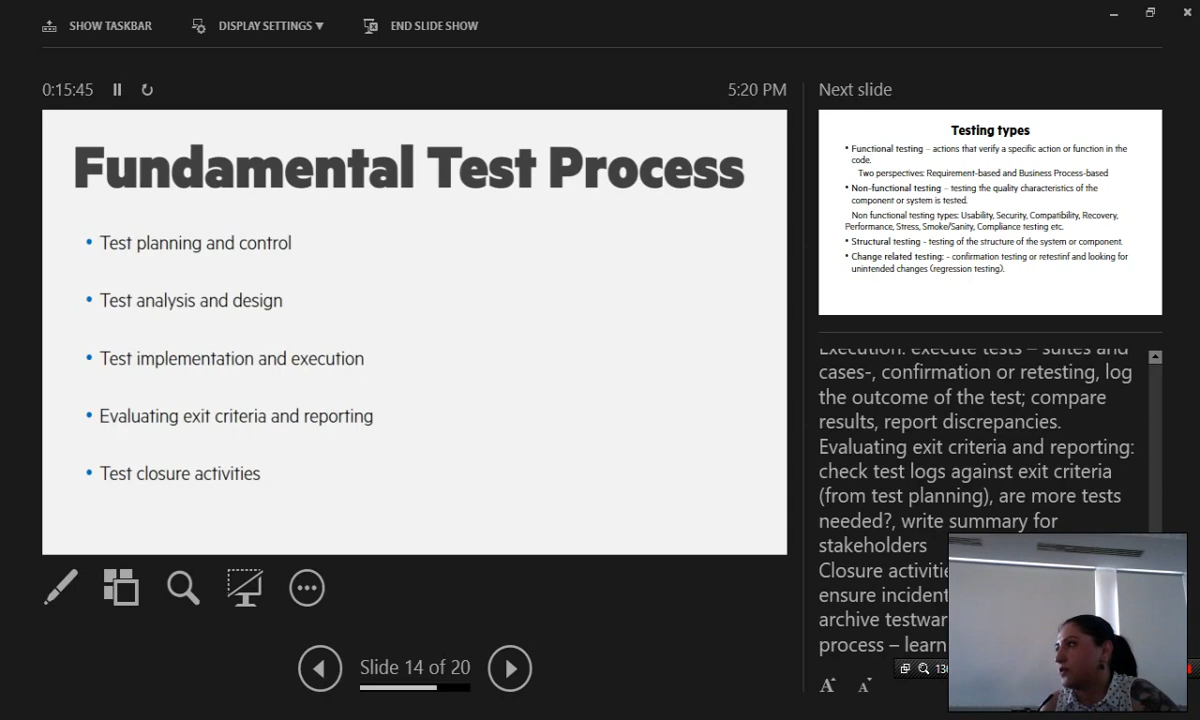 SHOW TASKBAR
DISPLAY SETTINGS ▼
END SLIDE SHOW
0:15:45
5:20 PM
Fundamental Test Process
• Test planning and control
• Test analysis and design
• Test implementation and execution
• Evaluating exit criteria and reporting
• Test closure activities
Slide 14 of 20
Next slide
Testing types
• Functional testing – actions that verify a specific action or function in the
code.
Two perspectives: Requirement-based and Business Process-based
• Non-functional testing – testing the quality characteristics of the
component or system is tested.
Non functional testing types: Usability, Security, Compatibility, Recovery,
Performance, Stress, Smoke/Sanity, Compliance testing etc.
• Structural testing - testing of the structure of the system or component.
• Change related testing: - confirmation testing or retestinf and looking for
unintended changes (regression testing).
Execution: execute tests – suites and
cases-, confirmation or retesting, log
the outcome of the test; compare
results, report discrepancies.
Evaluating exit criteria and reporting:
check test logs against exit criteria
(from test planning), are more tests
needed?, write summary for
stakeholders
Closure
ensure
archive
process – learn
A A